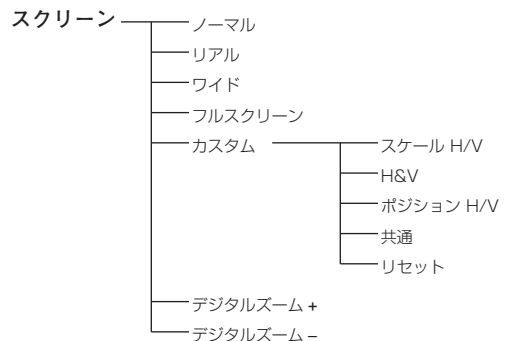 スクリーン
ノーマル
リアル
ワイド
フルスクリーン
カスタム
スケール H/V
H&V
ポジション H/V
共通
リセット
デジタルズーム +
デジタルズーム –